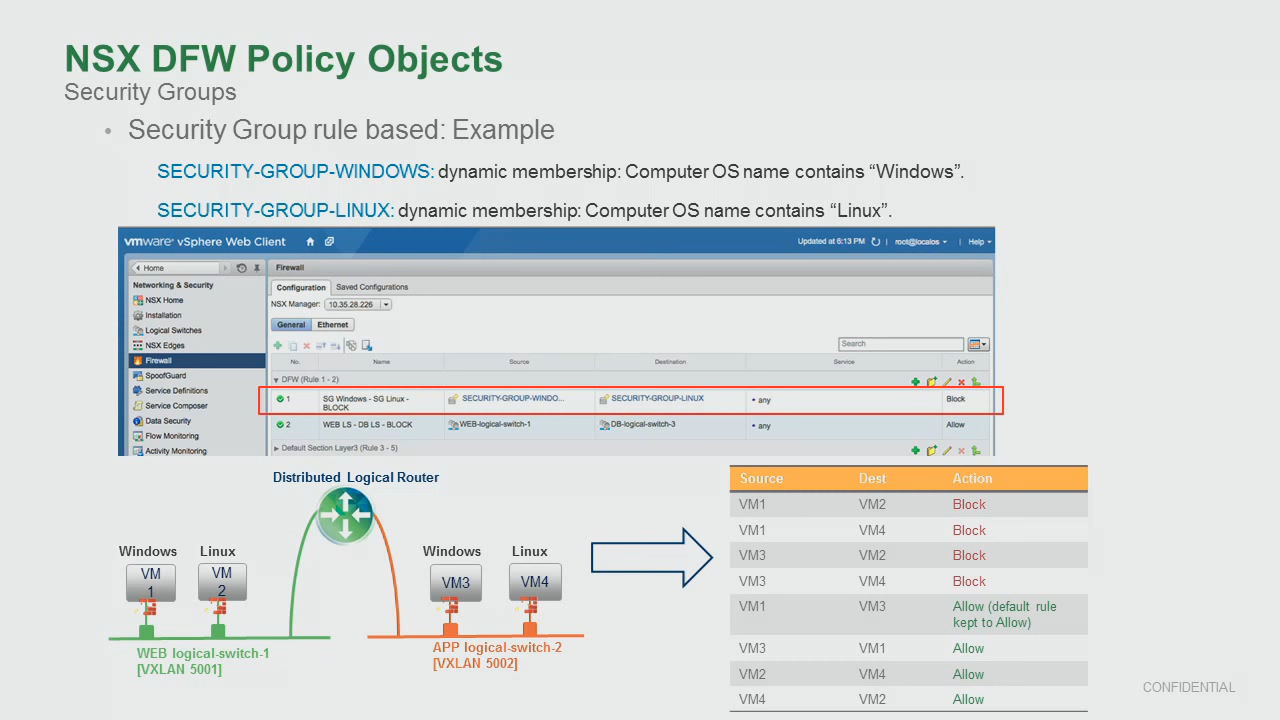 NSX DFW Policy Objects
Security Groups
• Security Group rule based: Example
SECURITY-GROUP-WINDOWS: dynamic membership: Computer OS name contains “Windows”.
SECURITY-GROUP-LINUX: dynamic membership: Computer OS name contains “Linux”.
vmware® vSphere Web Client
Updated at 6:13 PM
root@localos
Help
Home
Networking & Security
NSX Home
Installation
Logical Switches
NSX Edges
Firewall
SpoofGuard
Service Definitions
Service Composer
Data Security
Flow Monitoring
Activity Monitoring
Firewall
Configuration Saved Configurations
NSX Manager: 10.35.28.226
General Ethernet
Search
No. Name Source Destination Service Action
DFW (Rule 1 - 2)
1 SG Windows - SG Linux - SECURITY-GROUP-WINDO... SECURITY-GROUP-LINUX • any Block
BLOCK
2 WEB LS - DB LS - BLOCK WEB-logical-switch-1 DB-logical-switch-3 • any Allow
Default Section Layer3 (Rule 3 - 5)
Distributed Logical Router
Windows Linux Windows Linux
VM
1
VM
2
VM3
VM4
WEB logical-switch-1
[VXLAN 5001]
APP logical-switch-2
[VXLAN 5002]
Source Dest Action
VM1 VM2 Block
VM1 VM4 Block
VM3 VM2 Block
VM3 VM4 Block
VM1 VM3 Allow (default rule
kept to Allow)
VM3 VM1 Allow
VM2 VM4 Allow
VM4 VM2 Allow
CONFIDENTIAL